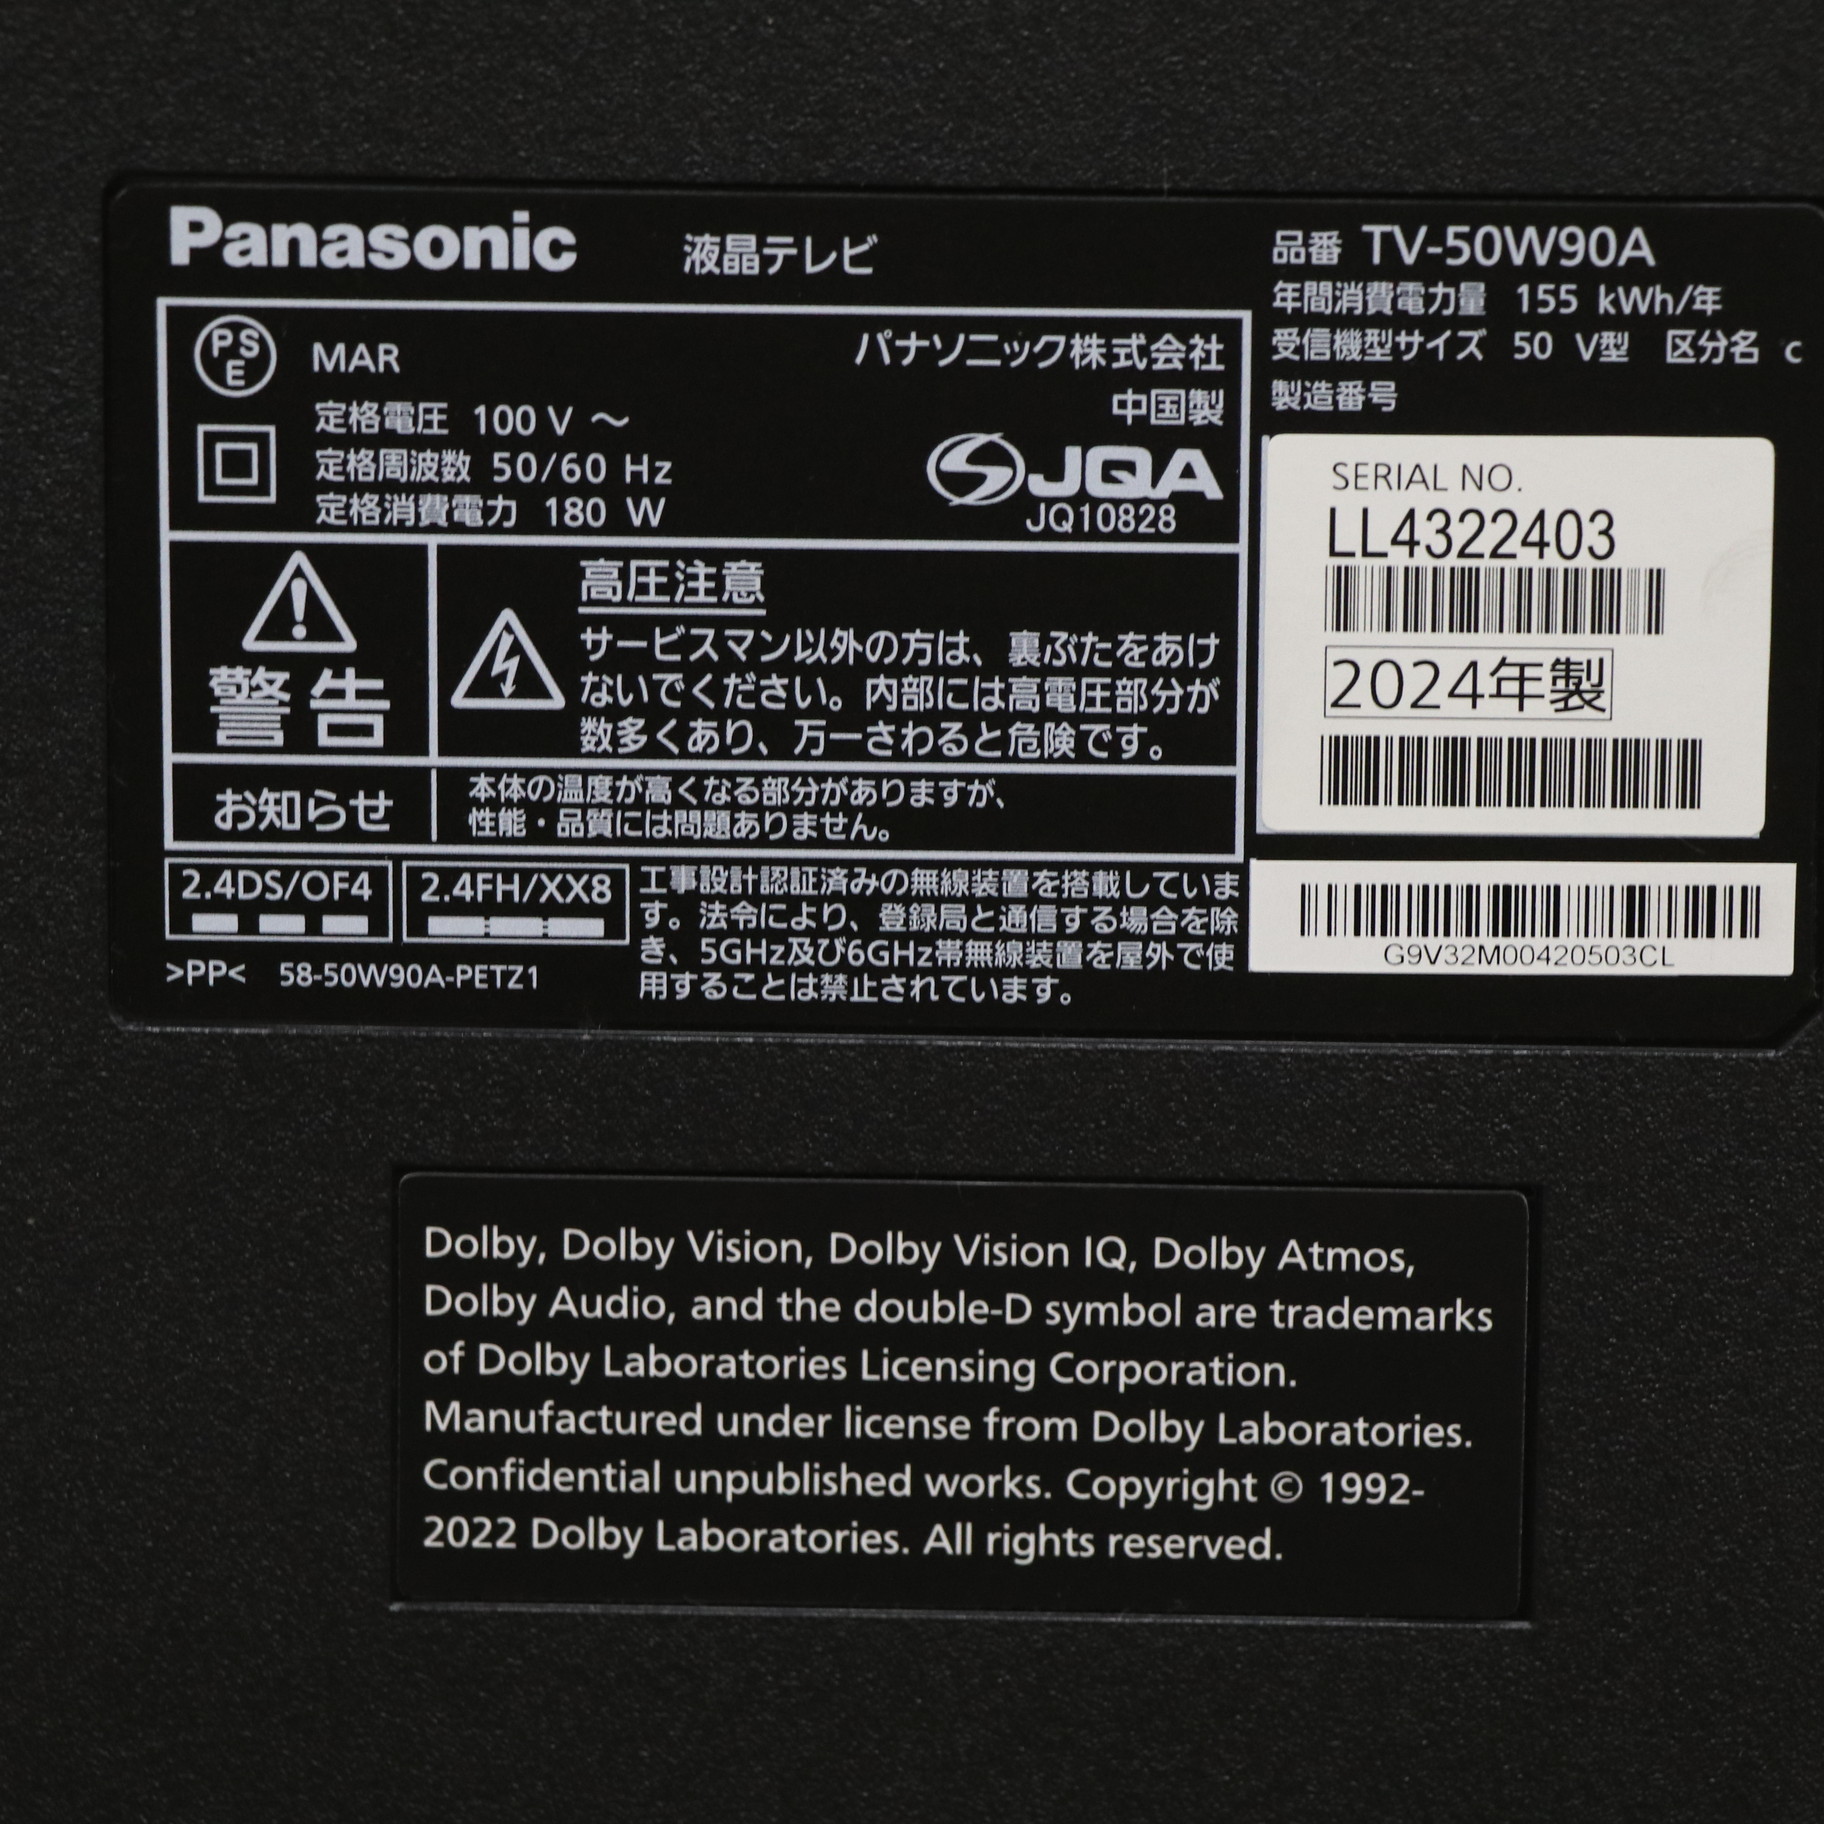 Panasonic 液晶テレビ
品番 TV-50W90A
年間消費電力量 155 kWh/年
受信機型サイズ 50 V型 区分名 c
製造番号
PSE MAR
パナソニック株式会社
中国製
定格電圧 100 V ～
定格周波数 50/60 Hz
定格消費電力 180 W
JQA
JQ10828
SERIAL NO.
LL4322403
2024年製
警告
高圧注意
サービスマン以外の方は、裏ぶたをあけ
ないでください。内部には高電圧部分が
数多くあり、万一さわると危険です。
お知らせ
本体の温度が高くなる部分がありますが、
性能・品質には問題ありません。
2.4DS/OF4
2.4FH/XX8
工事設計認証済みの無線装置を搭載していま
す。法令により、登録局と通信する場合を除
き、5GHz及び6GHz帯無線装置を屋外で使
用することは禁止されています。
>PP< 58-50W90A-PETZ1
G9V32M00420503CL
Dolby, Dolby Vision, Dolby Vision IQ, Dolby Atmos,
Dolby Audio, and the double-D symbol are trademarks
of Dolby Laboratories Licensing Corporation.
Manufactured under license from Dolby Laboratories.
Confidential unpublished works. Copyright © 1992-
2022 Dolby Laboratories. All rights reserved.